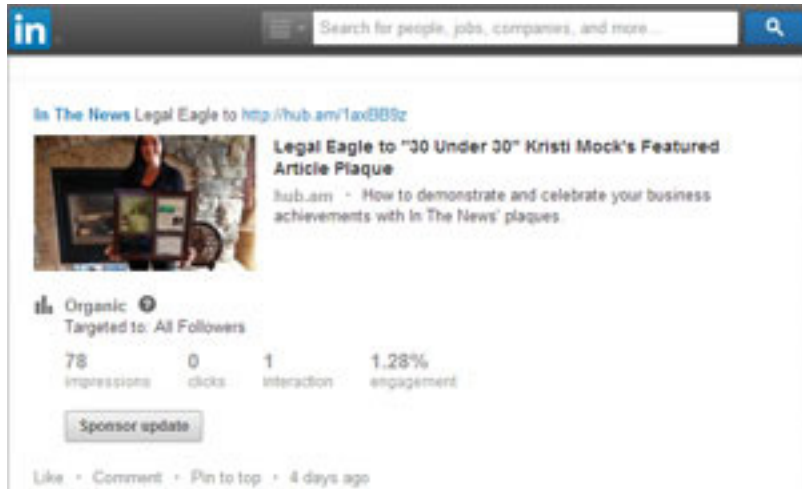 in
Search for people, jobs, companies, and more...
In The News Legal Eagle to http://hub.am/1axBB9z
Legal Eagle to "30 Under 30" Kristi Mock's Featured
Article Plaque
hub.am · How to demonstrate and celebrate your business
achievements with In The News' plaques.
Organic ?
Targeted to: All Followers
78 0 1 1.28%
impressions clicks interaction engagement
Sponsor update
Like · Comment · Pin to top · 4 days ago